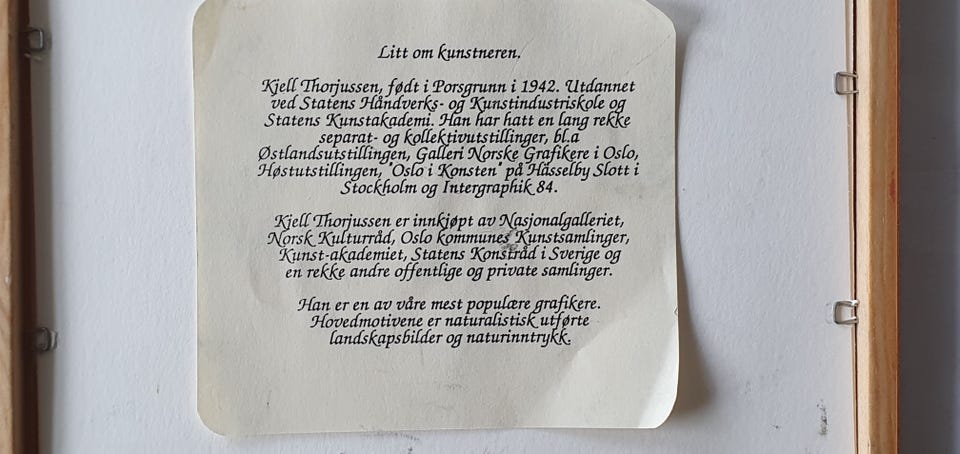 Litt om kunstneren.
Kjell Thorjussen, født i Porsgrunn i 1942. Utdannet
ved Statens Håndverks- og Kunstindustriskole og
Statens Kunstakademi. Han har hatt en lang rekke
separat- og kollektivutstillinger, bl.a
Østlandsutstillingen, Galleri Norske Grafikere i Oslo,
Høstutstillingen, "Oslo i Konsten" på Hässelby Slott i
Stockholm og Intergraphik 84.
Kjell Thorjussen er innkjøpt av Nasjonalgalleriet,
Norsk Kulturråd, Oslo kommunes Kunstsamlinger,
Kunst-akademiet, Statens Konstråd i Sverige og
en rekke andre offentlige og private samlinger.
Han er en av våre mest populære grafikere.
Hovedmotivene er naturalistisk utførte
landskapsbilder og naturinntrykk.